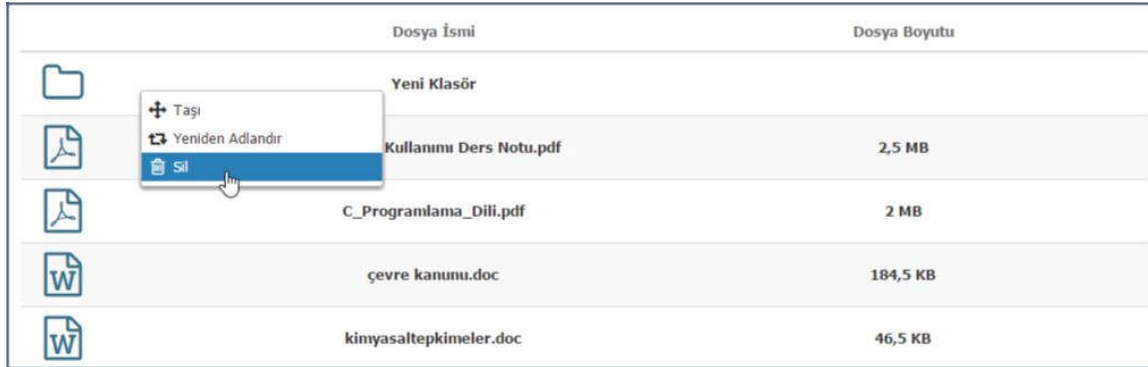 Dosya İsmi Dosya Boyutu
Yeni Klasör
Taşı
Yeniden Adlandır
Sil
Kullanımı Ders Notu.pdf 2,5 MB
C_Programlama_Dili.pdf 2 MB
çevre kanunu.doc 184,5 KB
kimyasaltepkimeler.doc 46,5 KB